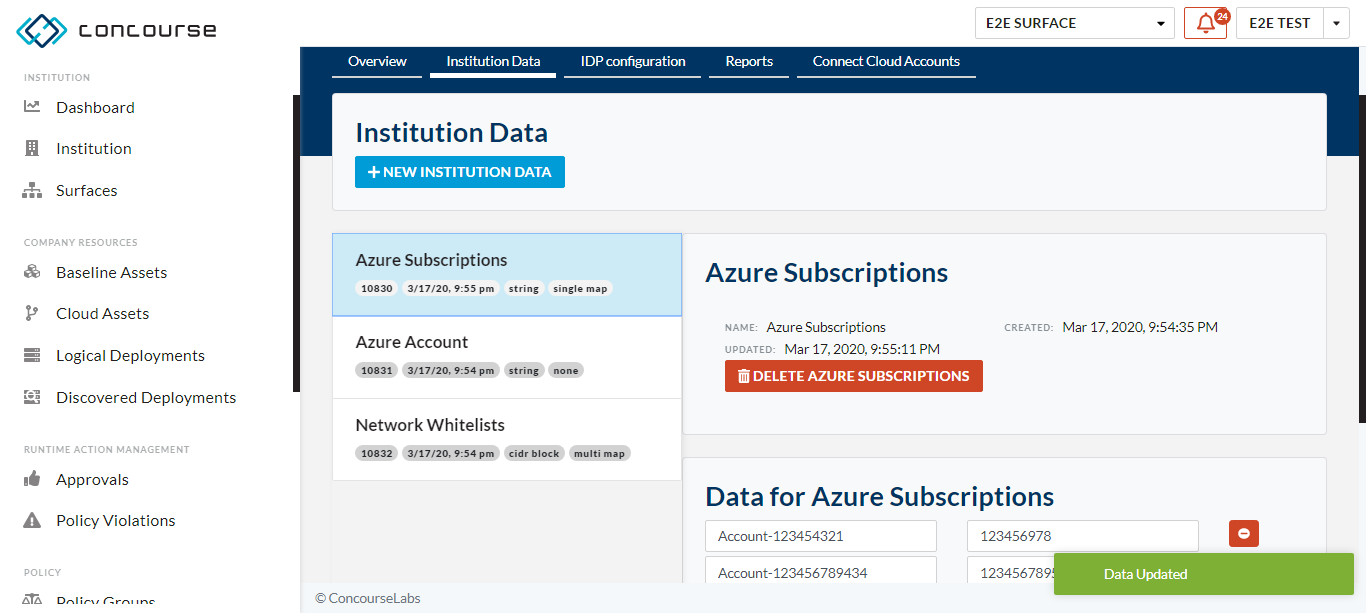 concourse
E2E SURFACE
24
E2E TEST
INSTITUTION
Dashboard
Institution
Surfaces
COMPANY RESOURCES
Baseline Assets
Cloud Assets
Logical Deployments
Discovered Deployments
RUNTIME ACTION MANAGEMENT
Approvals
Policy Violations
POLICY
Policy Groups
Overview Institution Data IDP configuration Reports Connect Cloud Accounts
Institution Data
+ NEW INSTITUTION DATA
Azure Subscriptions
10830 3/17/20, 9:55 pm string single map
Azure Account
10831 3/17/20, 9:54 pm string none
Network Whitelists
10832 3/17/20, 9:54 pm cidr block multi map
Azure Subscriptions
NAME: Azure Subscriptions CREATED: Mar 17, 2020, 9:54:35 PM
UPDATED: Mar 17, 2020, 9:55:11 PM
DELETE AZURE SUBSCRIPTIONS
Data for Azure Subscriptions
Account-123454321 123456978
Account-123456789434
Data Updated
© ConcourseLabs